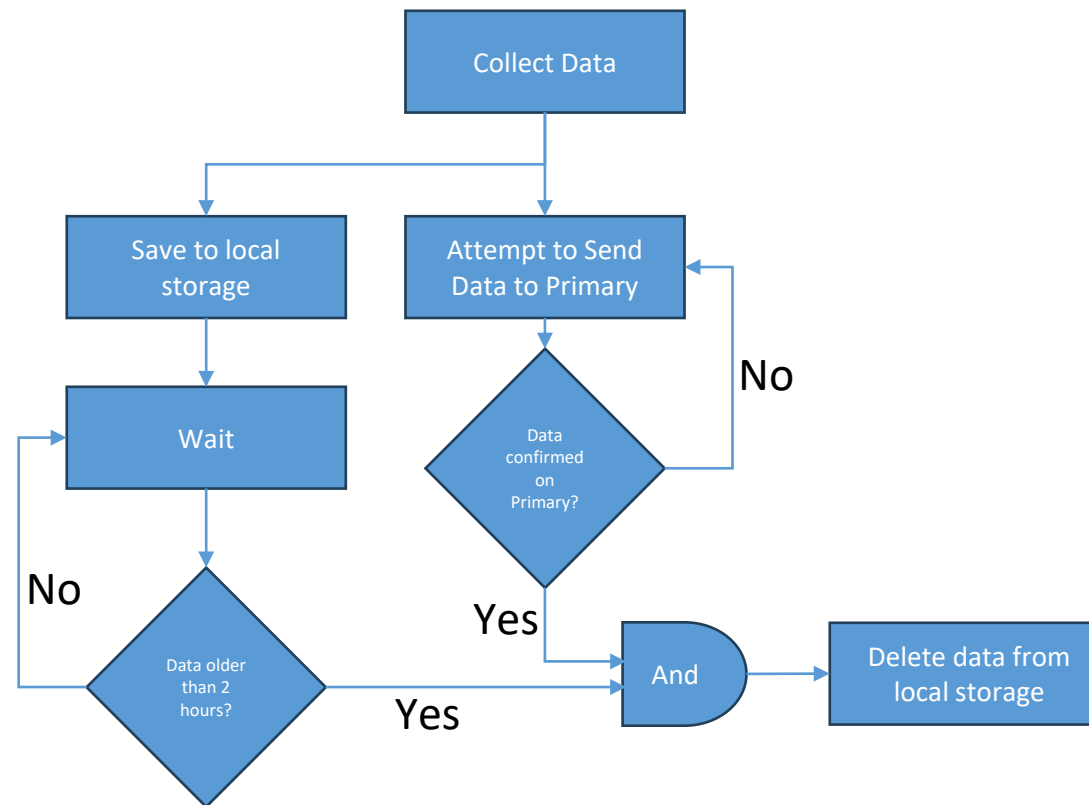 Collect Data
Save to local
storage
Attempt to Send
Data to Primary
No
Wait
Data
confirmed
on
Primary?
No
Yes
Data older
than 2
hours?
Yes
And
Delete data from
local storage